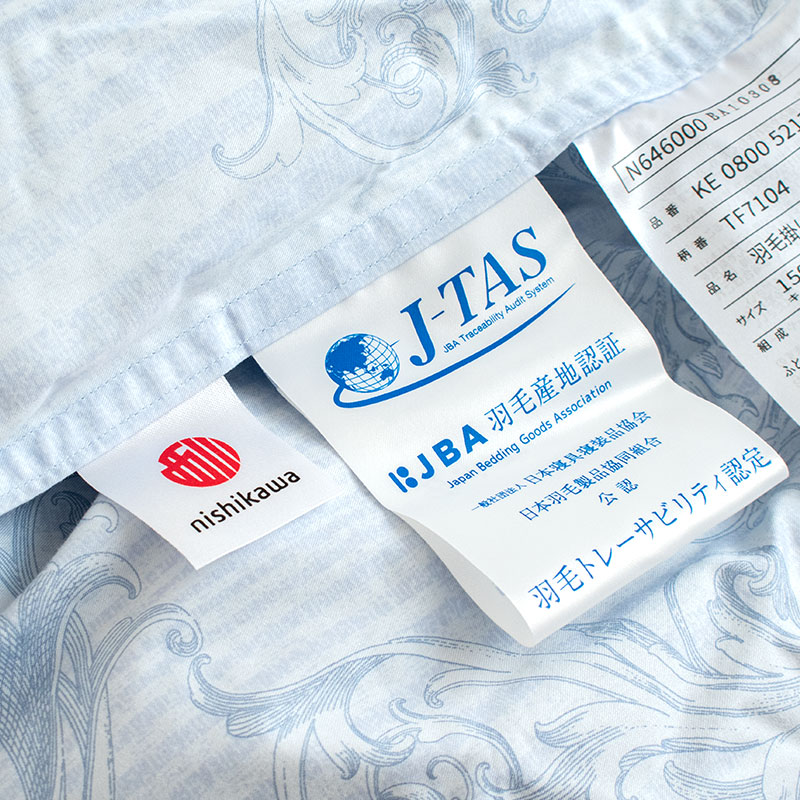 nishikawa
J-TAS
JBA Traceability Audit System
JBA 羽毛産地認証
Japan Bedding Goods Association
一般社団法人 日本寝具寝装品協会
日本羽毛製品協同組合
公認
羽毛トレーサビリティ認定
N646000 BA10308
品番 KE 0800 521
柄番 TF7104
品名 羽毛掛
サイズ 15
組成